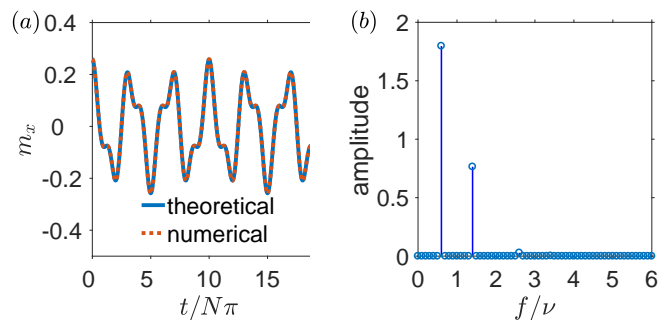 (a)
0.4
0.2
0
-0.2
-0.4
m_x
theoretical
numerical
0 5 10 15
t/Nπ
(b)
2
1.5
1
0.5
0
amplitude
0 1 2 3 4 5 6
f/ν